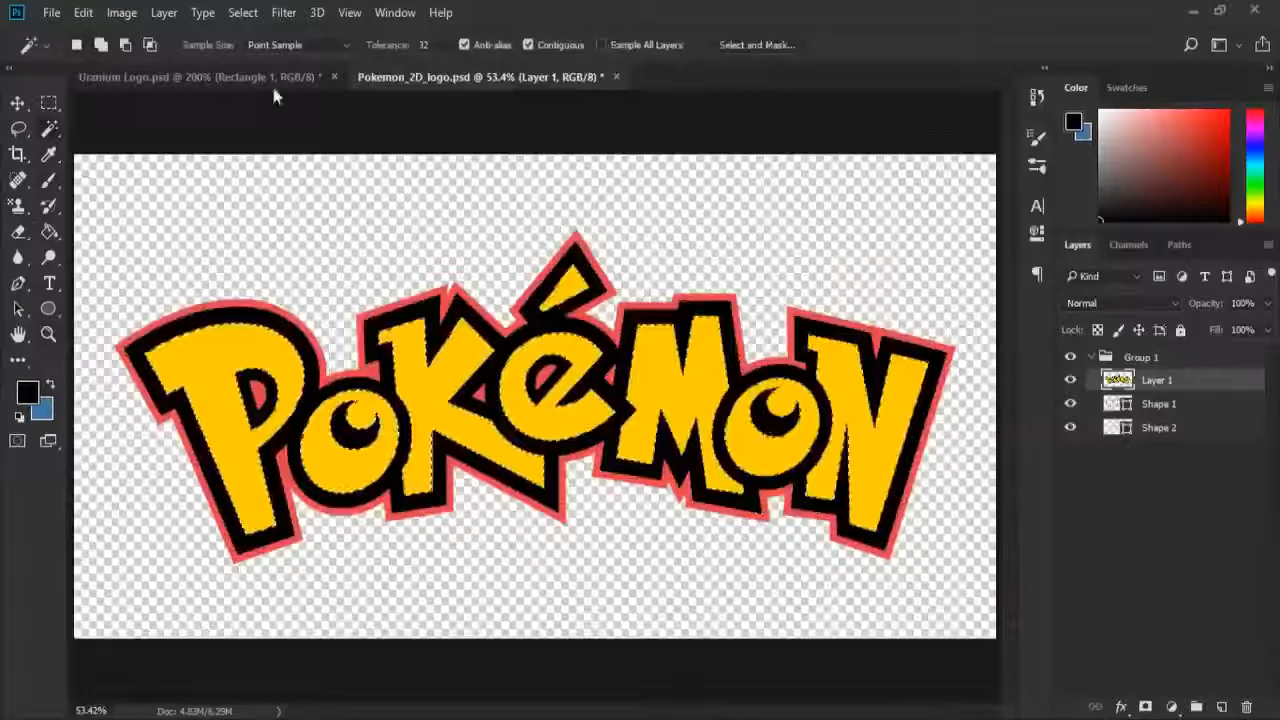 Ps File Edit Image Layer Type Select Filter 3D View Window Help
Sample Size: Point Sample Tolerance: 32 Anti-alias Contiguous Sample All Layers Select and Mask...
Uranium Logo.psd @ 200% (Rectangle 1, RGB/8) * × Pokemon_2D_logo.psd @ 53.4% (Layer 1, RGB/8) * ×
Color Swatches
Pokémon
Layers Channels Paths
Kind
Normal Opacity: 100%
Lock: Fill: 100%
Group 1
Layer 1
Shape 1
Shape 2
53.42% Doc: 4.83M/6.29M